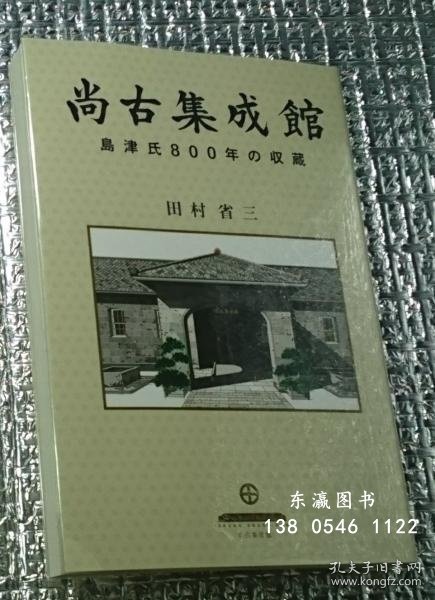 尚古集成館
島津氏800年の収蔵
田村省三
东瀛图书
138 0546 1122
孔夫子旧书网
www.kongfz.com